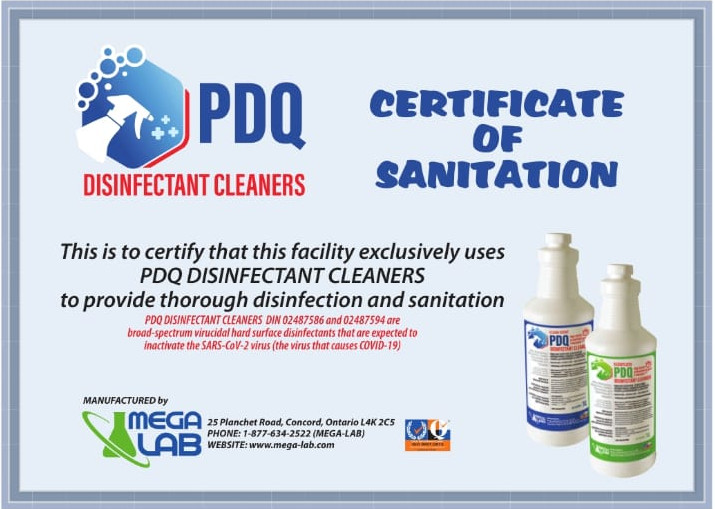 PDQ
DISINFECTANT CLEANERS
CERTIFICATE
OF
SANITATION
This is to certify that this facility exclusively uses
PDQ DISINFECTANT CLEANERS
to provide thorough disinfection and sanitation
PDQ DISINFECTANT CLEANERS DIN 02487586 and 02487594 are
broad-spectrum virucidal hard surface disinfectants that are expected to
inactivate the SARS-CoV-2 virus (the virus that causes COVID-19)
MANUFACTURED by
MEGA
LAB
25 Planchet Road, Concord, Ontario L4K 2C5
PHONE: 1-877-634-2522 (MEGA-LAB)
WEBSITE: www.mega-lab.com
PDQ
DISINFECTANT CLEANER
MEGA
LAB
PDQ
DISINFECTANT CLEANER
MEGA
LAB